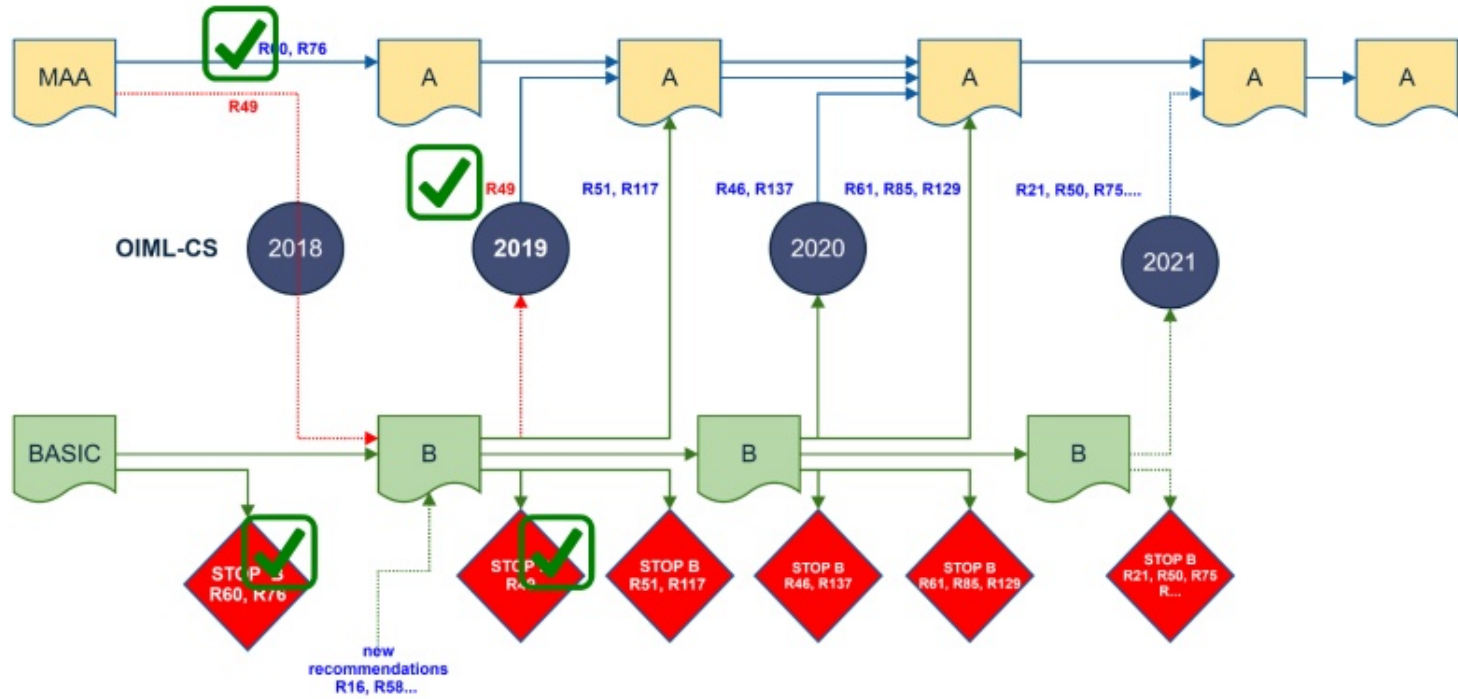 MAA
R60, R76
A
A
A
A
A
R49
R49
R51, R117
R46, R137
R61, R85, R129
R21, R50, R75....
OIML-CS
2018
2019
2020
2021
BASIC
B
B
B
STOP B
R60, R76
STOP B
R49
STOP B
R51, R117
STOP B
R46, R137
STOP B
R61, R85, R129
STOP B
R21, R50, R75
R...
new
recommendations
R16, R58...